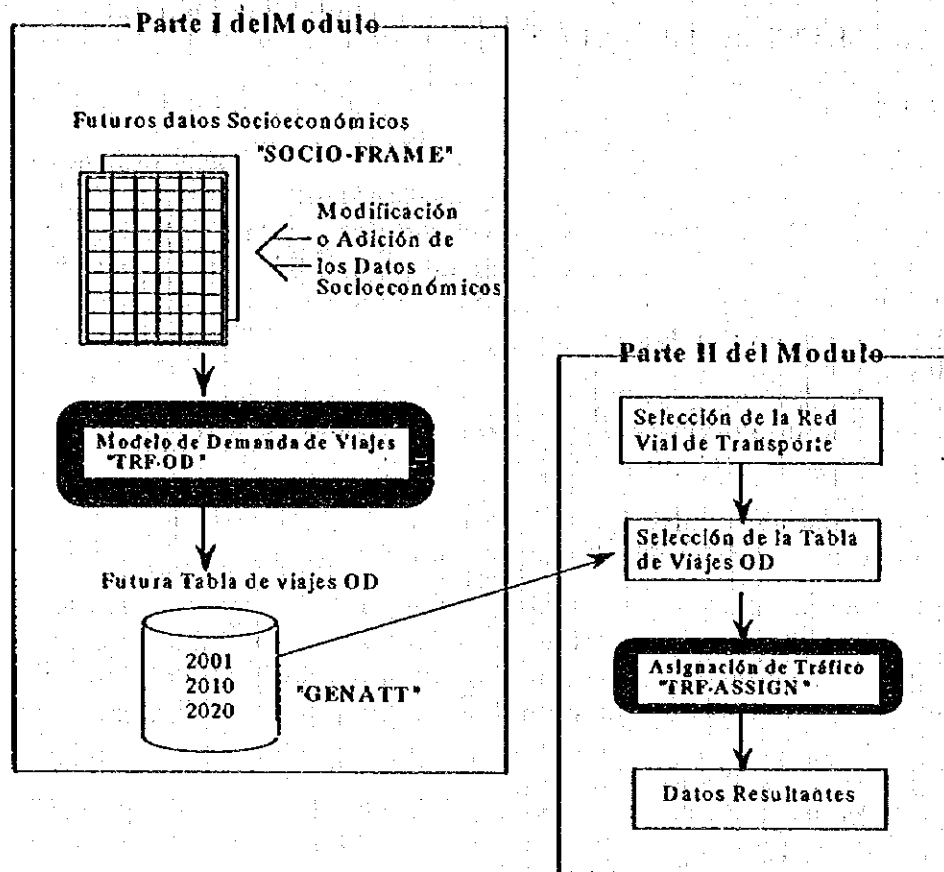 Parte I delModulo
Futuros datos Socioeconómicos
"SOCIO-FRAME"
Modificación
o Adición de
los Datos
Socioeconómicos
Modelo de Demanda de Viajes
"TRF-OD"
Futura Tabla de viajes OD
2001
2010
2020
"GENATT"
Parte II del Modulo
Selección de la Red
Vial de Transporte
Selección de la Tabla
de Viajes OD
Asignación de Tráfico
"TRF-ASSIGN"
Datos Resultantes